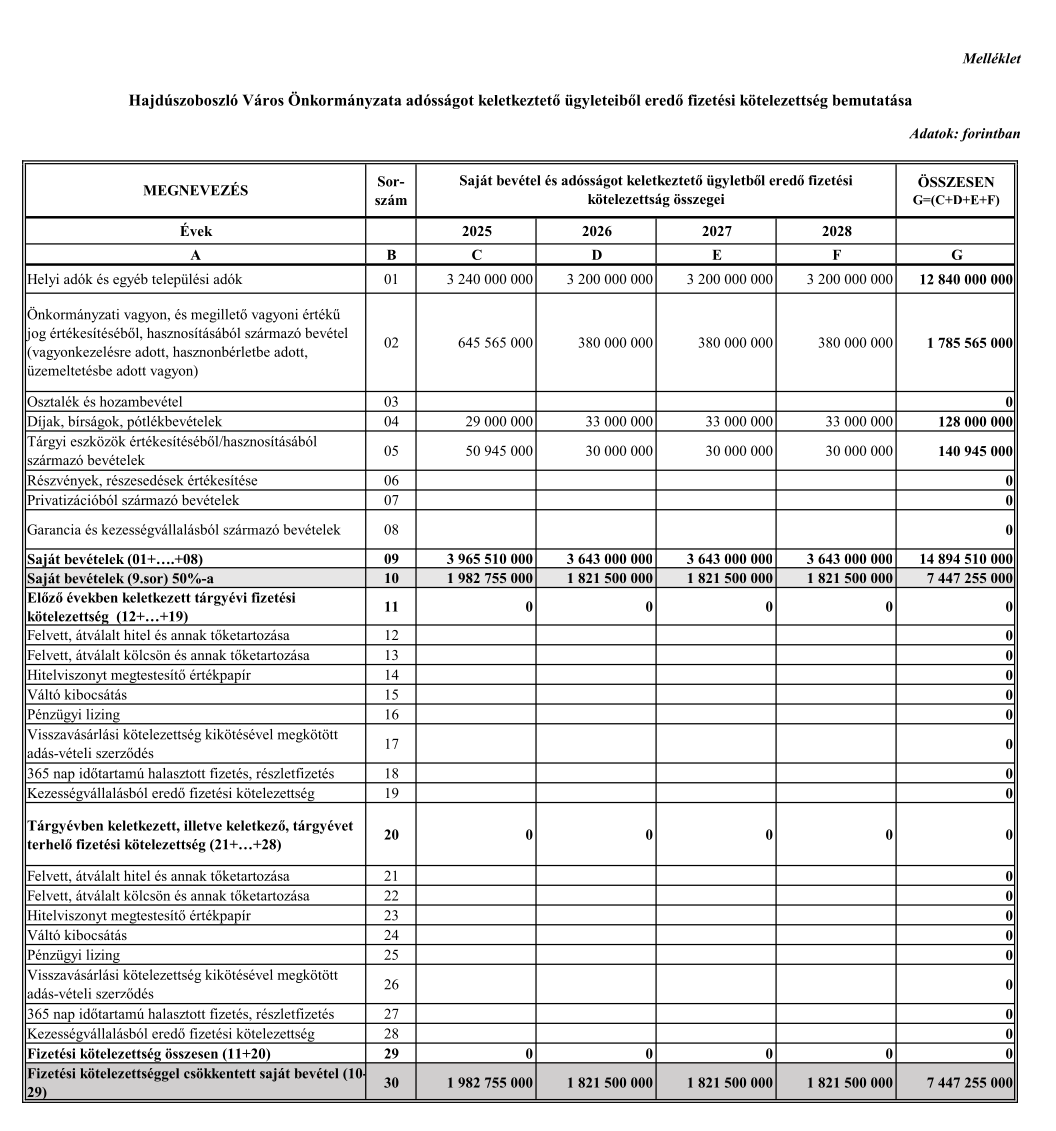 Melléklet
Hajdúszoboszló Város Önkormányzata adósságot keletkeztető ügyleteiből eredő fizetési kötelezettség bemutatása
Adatok: forintban
MEGNEVEZÉS Sor-szám Saját bevétel és adósságot keletkeztető ügyletből eredő fizetési kötelezettság összegei ÖSSZESEN G=(C+D+E+F)
Évek 2025 2026 2027 2028
A B C D E F G
Helyi adók és egyéb települési adók 01 3 240 000 000 3 200 000 000 3 200 000 000 3 200 000 000 12 840 000 000
Önkormányzati vagyon, és megillető vagyoni értékű
jog értékesítéséből, hasznosításából származó bevétel
(vagyonkezelésre adott, hasznonbérletbe adott,
üzemeltetésbe adott vagyon) 02 645 565 000 380 000 000 380 000 000 380 000 000 1 785 565 000
Osztalék és hozambevétel 03 0
Díjak, bírságok, pótlékbevételek 04 29 000 000 33 000 000 33 000 000 33 000 000 128 000 000
Tárgyi eszközök értékesítéséből/hasznosításából
származó bevételek 05 50 945 000 30 000 000 30 000 000 30 000 000 140 945 000
Részvények, részesedések értékesítése 06 0
Privatizációból származó bevételek 07 0
Garancia és kezességvállalásból származó bevételek 08 0
Saját bevételek (01+….+08) 09 3 965 510 000 3 643 000 000 3 643 000 000 3 643 000 000 14 894 510 000
Saját bevételek (9.sor) 50%-a 10 1 982 755 000 1 821 500 000 1 821 500 000 1 821 500 000 7 447 255 000
Előző években keletkezett tárgyévi fizetési
kötelezettség (12+…+19) 11 0 0 0 0 0
Felvett, átválalt hitel és annak tőketartozása 12 0
Felvett, átválalt kölcsön és annak tőketartozása 13 0
Hitelviszonyt megtestesítő értékpapír 14 0
Váltó kibocsátás 15 0
Pénzügyi lizing 16 0
Visszavásárlási kötelezettség kikötésével megkötött
adás-vételi szerződés 17 0
365 nap időtartamú halasztott fizetés, részletfizetés 18 0
Kezességvállalásból eredő fizetési kötelezettség 19 0
Tárgyévben keletkezett, illetve keletkező, tárgyévet
terhelő fizetési kötelezettség (21+…+28) 20 0 0 0 0 0
Felvett, átválalt hitel és annak tőketartozása 21 0
Felvett, átválalt kölcsön és annak tőketartozása 22 0
Hitelviszonyt megtestesítő értékpapír 23 0
Váltó kibocsátás 24 0
Pénzügyi lizing 25 0
Visszavásárlási kötelezettség kikötésével megkötött
adás-vételi szerződés 26 0
365 nap időtartamú halasztott fizetés, részletfizetés 27 0
Kezességvállalásból eredő fizetési kötelezettség 28 0
Fizetési kötelezettség összesen (11+20) 29 0 0 0 0 0
Fizetési kötelezettséggel csökkentett saját bevétel (10-
29) 30 1 982 755 000 1 821 500 000 1 821 500 000 1 821 500 000 7 447 255 000